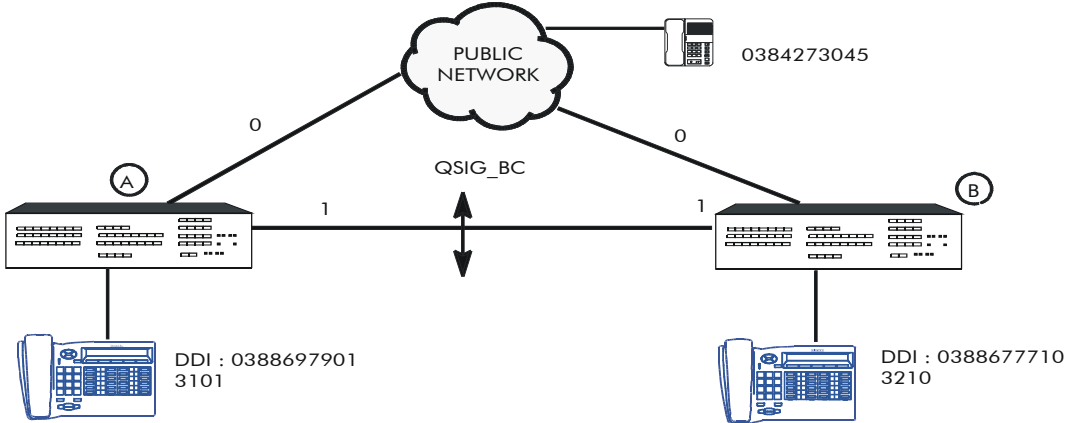 PUBLIC
NETWORK
0384273045
0
0
QSIG_BC
A
B
1
1
DDI : 0388697901
3101
DDI : 0388677710
3210